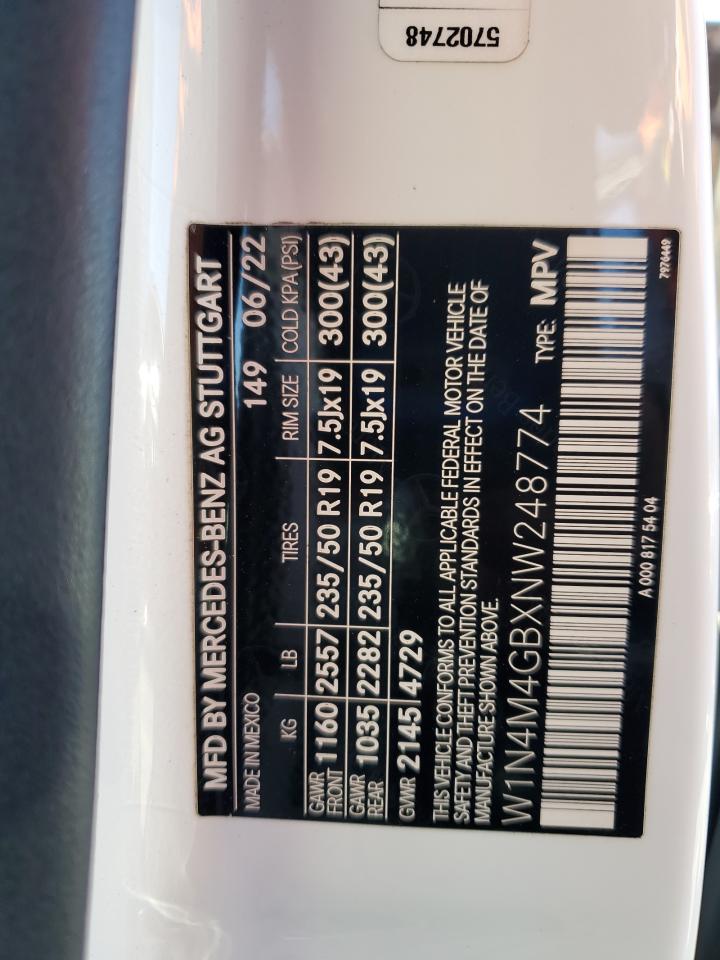 5702748
MFD BY MERCEDES-BENZ AG STUTTGART
MADE IN MEXICO 149 06/22
KG LB TIRES RIM SIZE COLD KPA (PSI)
GAWR FRONT 1160 2557 235/50 R19 7.5Jx19 300(43)
GAWR REAR 1035 2282 235/50 R19 7.5Jx19 300(43)
GVWR 2145 4729
THIS VEHICLE CONFORMS TO ALL APPLICABLE FEDERAL MOTOR VEHICLE
SAFETY AND THEFT PREVENTION STANDARDS IN EFFECT ON THE DATE OF
MANUFACTURE SHOWN ABOVE.
W1N4M4GBXNW248774 TYPE: MPV
A 000 817 54 04
7976449